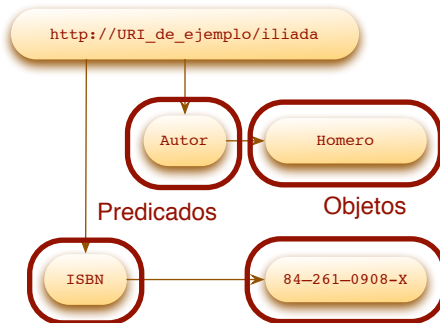 http://URI_de_ejemplo/iliada
Autor
Homero
Predicados
Objetos
ISBN
84—261—0908-X